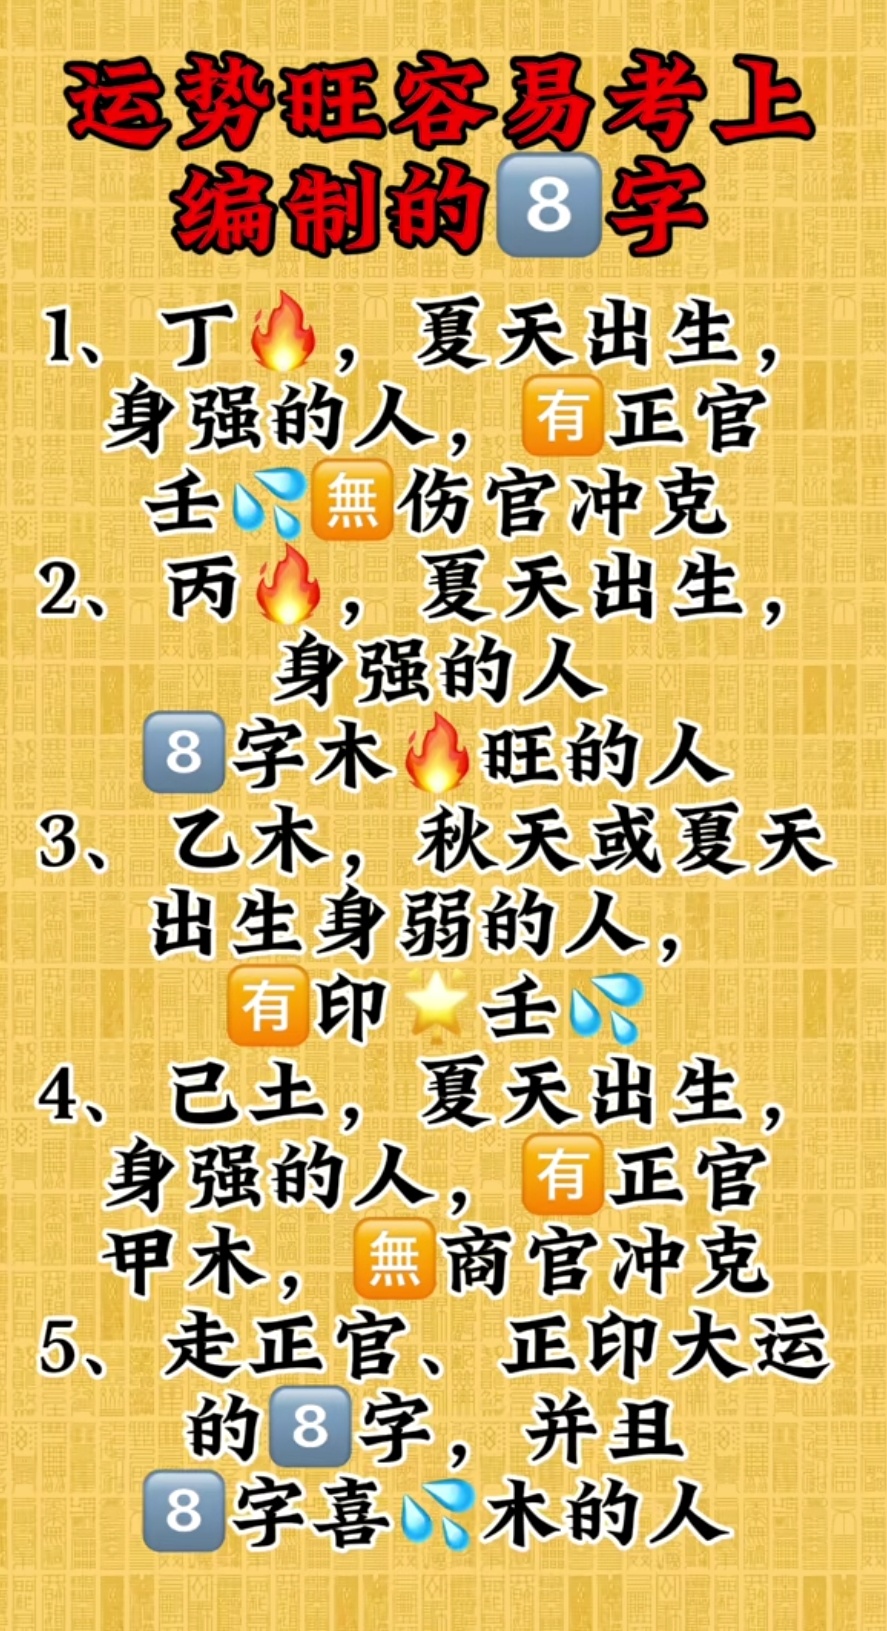 运势旺容易考上
编制的8️⃣字
1、丁🔥，夏天出生，
身强的人，🈶正官
壬💦🈚伤官冲克
2、丙🔥，夏天出生，
身强的人
8️⃣字木🔥旺的人
3、乙木，秋天或夏天
出生身弱的人，
🈶印🌟壬💦
4、己土，夏天出生，
身强的人，🈶正官
甲木，🈚商官冲克
5、走正官、正印大运
的8️⃣字，并且
8️⃣字喜💦木的人